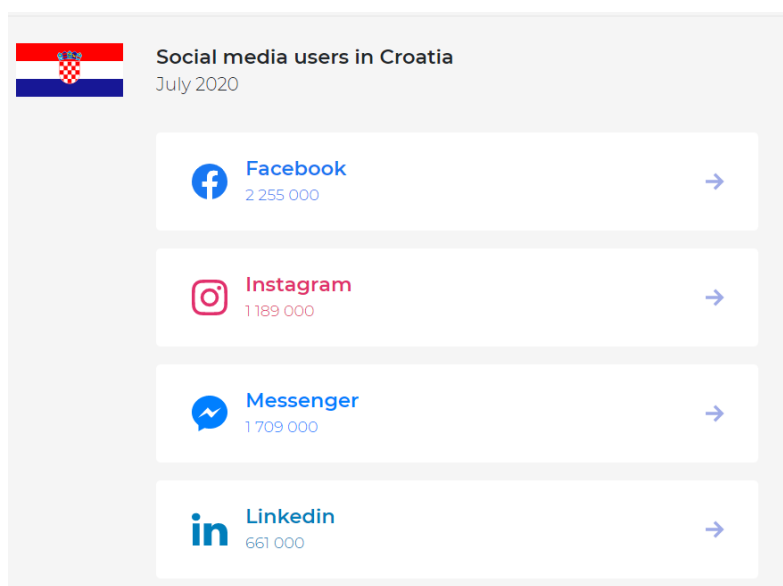 Social media users in Croatia
July 2020
Facebook
2 255 000
Instagram
1 189 000
Messenger
1 709 000
Linkedin
661 000